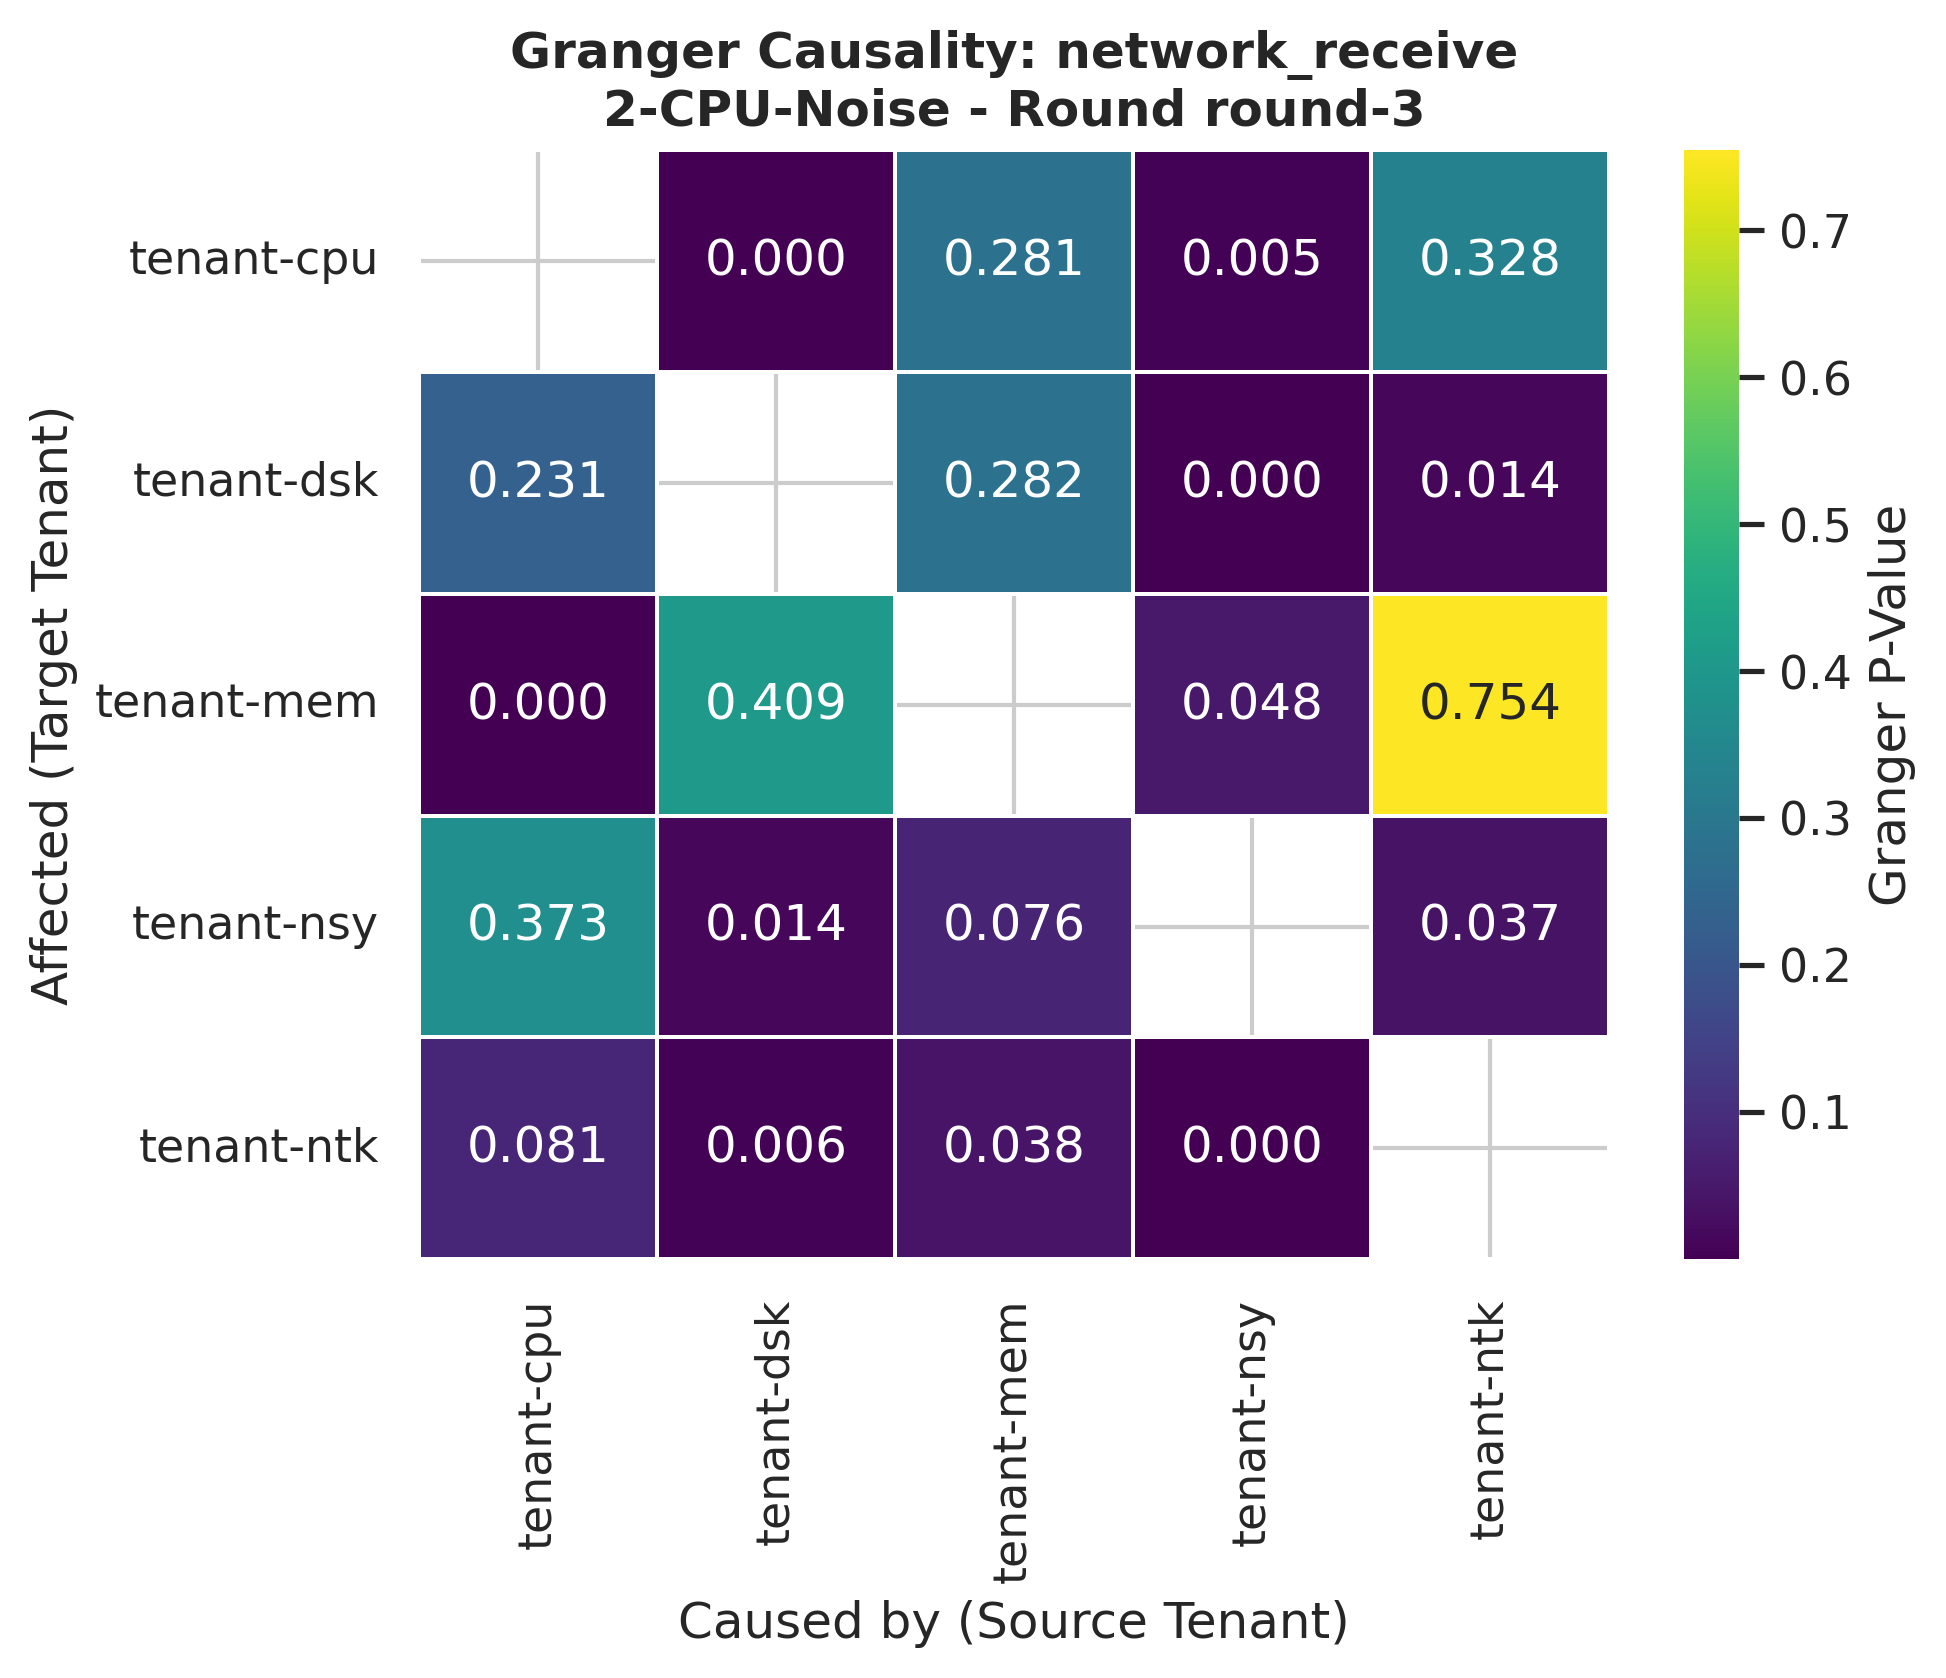 Granger Causality: network_receive
2-CPU-Noise - Round round-3
Affected (Target Tenant)
tenant-cpu 0.000 0.281 0.005 0.328
tenant-dsk 0.231 0.282 0.000 0.014
tenant-mem 0.000 0.409 0.048 0.754
tenant-nsy 0.373 0.014 0.076 0.037
tenant-ntk 0.081 0.006 0.038 0.000
tenant-cpu
tenant-dsk
tenant-mem
tenant-nsy
tenant-ntk
Caused by (Source Tenant)
0.7
0.6
0.5
0.4
0.3
0.2
0.1
Granger P-Value